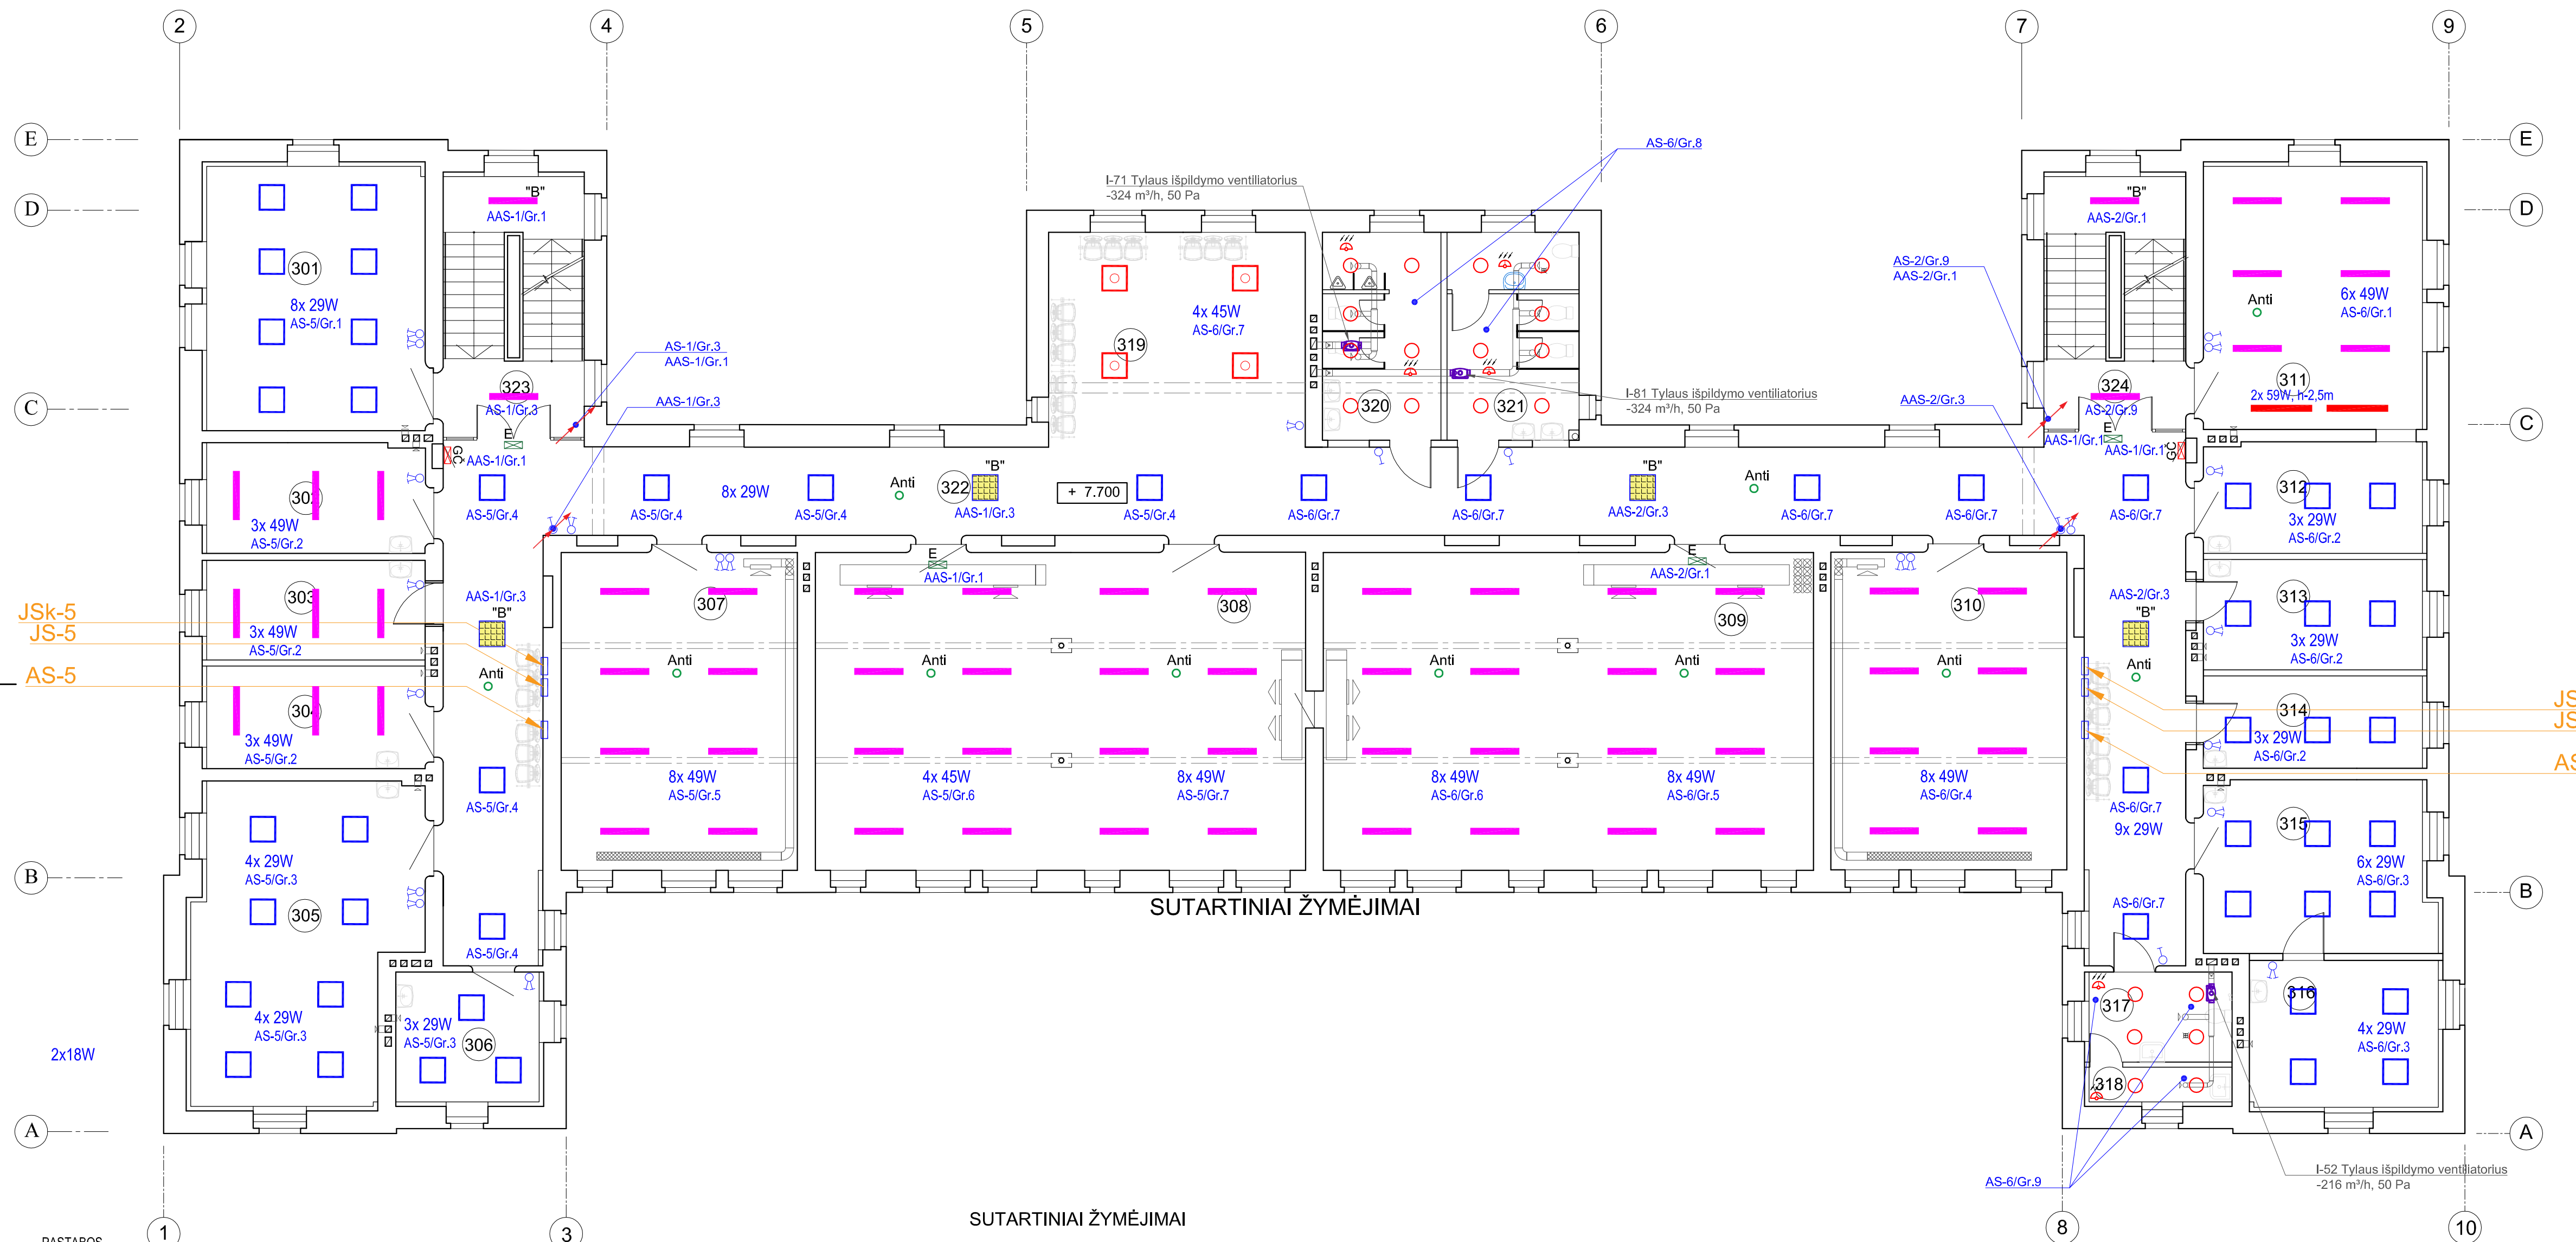 2
4
5
6
7
9
E
E
D
D
C
C
B
B
A
A
1
3
8
10
AS-6/Gr.8
I-71 Tylaus išpildymo ventiliatorius
-324 m³/h, 50 Pa
"B"
AAS-1/Gr.1
301
8x 29W
AS-5/Gr.1
323
AS-1/Gr.3
E
AAS-1/Gr.1
GČ
AS-1/Gr.3
AAS-1/Gr.1
AAS-1/Gr.3
319
4x 45W
AS-6/Gr.7
320
321
I-81 Tylaus išpildymo ventiliatorius
-324 m³/h, 50 Pa
AS-2/Gr.9
AAS-2/Gr.1
AAS-2/Gr.3
"B"
AAS-2/Gr.1
324
AS-2/Gr.9
E
AAS-1/Gr.1
AAS-1/Gr.1
GČ
Anti
6x 49W
AS-6/Gr.1
311
2x 59W, h-2,5m
302
3x 49W
AS-5/Gr.2
AS-5/Gr.4
AS-5/Gr.4
8x 29W
AS-5/Gr.4
Anti
322
"B"
AAS-1/Gr.3
+ 7.700
AS-5/Gr.4
AS-6/Gr.7
AS-6/Gr.7
"B"
AAS-2/Gr.3
Anti
AS-6/Gr.7
AS-6/Gr.7
AS-6/Gr.7
312
3x 29W
AS-6/Gr.2
303
3x 49W
AS-5/Gr.2
AAS-1/Gr.3
"B"
Anti
JSk-5
JS-5
AS-5
304
3x 49W
AS-5/Gr.2
AS-5/Gr.4
307
Anti
8x 49W
AS-5/Gr.5
E
AAS-1/Gr.1
308
Anti
Anti
4x 45W
AS-5/Gr.6
8x 49W
AS-5/Gr.7
E
AAS-2/Gr.1
309
Anti
Anti
8x 49W
AS-6/Gr.6
8x 49W
AS-6/Gr.5
310
Anti
8x 49W
AS-6/Gr.4
AAS-2/Gr.3
"B"
Anti
313
3x 29W
AS-6/Gr.2
314
3x 29W
AS-6/Gr.2
JS
JS
AS
AS-6/Gr.7
9x 29W
315
6x 29W
AS-6/Gr.3
4x 29W
AS-5/Gr.3
305
4x 29W
AS-5/Gr.3
AS-5/Gr.4
3x 29W
AS-5/Gr.3
306
2x18W
SUTARTINIAI ŽYMĖJIMAI
AS-6/Gr.7
317
318
316
4x 29W
AS-6/Gr.3
AS-6/Gr.9
I-52 Tylaus išpildymo ventiliatorius
-216 m³/h, 50 Pa
SUTARTINIAI ŽYMĖJIMAI
PASTABOS